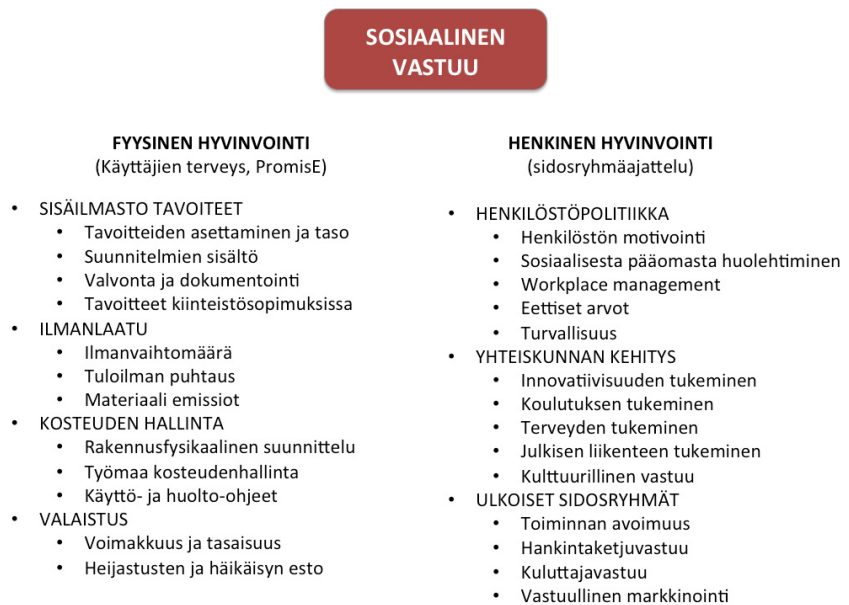 SOSIAALINEN
VASTUU
FYYSINEN HYVINVOINTI
(Käyttäjien terveys, PromisE)
• SISÄILMASTO TAVOITEET
• Tavoitteiden asettaminen ja taso
• Suunnitelmien sisältö
• Valvonta ja dokumentointi
• Tavoitteet kiinteistösopimuksissa
• ILMANLAATU
• Ilmanvaihtomäärä
• Tuloilman puhtaus
• Materiaali emissiot
• KOSTEUDEN HALLINTA
• Rakennusfysikaalinen suunnittelu
• Työmaa kosteudenhallinta
• Käyttö- ja huolto-ohjeet
• VALAISTUS
• Voimakkuus ja tasaisuus
• Heijastusten ja häikäisyn esto
HENKINEN HYVINVOINTI
(sidosryhmäajattelu)
• HENKILÖSTÖPOLITIIKKA
• Henkilöstön motivointi
• Sosiaalisesta pääomasta huolehtiminen
• Workplace management
• Eettiset arvot
• Turvallisuus
• YHTEISKUNNAN KEHITYS
• Innovatiivisuuden tukeminen
• Koulutuksen tukeminen
• Terveyden tukeminen
• Julkisen liikenteen tukeminen
• Kulttuurillinen vastuu
• ULKOISET SIDOSRYHMÄT
• Toiminnan avoimuus
• Hankintaketjuvastuu
• Kuluttajavastuu
• Vastuullinen markkinointi